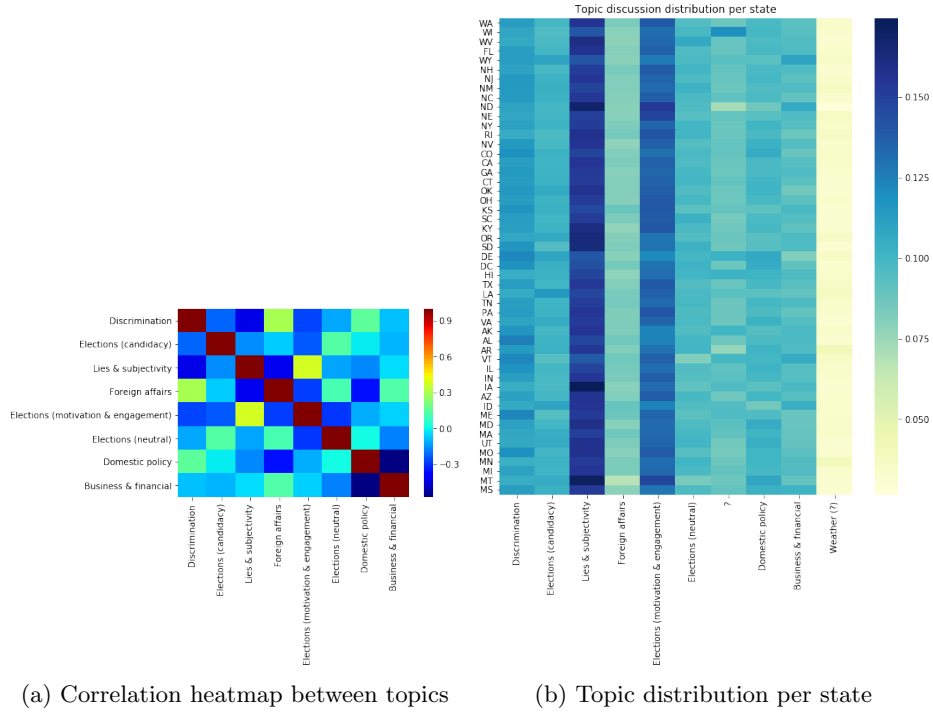 Topic discussion distribution per state
WA
WI
WV
FL
WY
NH
NJ
NM
NC
ND
NE
NY
RI
NV
CO
CA
GA
CT
OK
OH
KS
SC
KY
OR
SD
DE
DC
HI
TX
LA
TN
PA
VA
AK
AL
AR
VT
IL
IN
IA
AZ
ID
ME
MD
MA
UT
MO
MN
MI
MT
MS
0.150
0.125
0.100
0.075
0.050
Discrimination
Elections (candidacy)
Lies & subjectivity
Foreign affairs
Elections (motivation & engagement)
Elections (neutral)
?
Domestic policy
Business & financial
Weather (?)
Discrimination
Elections (candidacy)
Lies & subjectivity
Foreign affairs
Elections (motivation & engagement)
Elections (neutral)
Domestic policy
Business & financial
0.9
0.6
0.3
0.0
−0.3
Discrimination
Elections (candidacy)
Lies & subjectivity
Foreign affairs
Elections (motivation & engagement)
Elections (neutral)
Domestic policy
Business & financial
(a) Correlation heatmap between topics
(b) Topic distribution per state